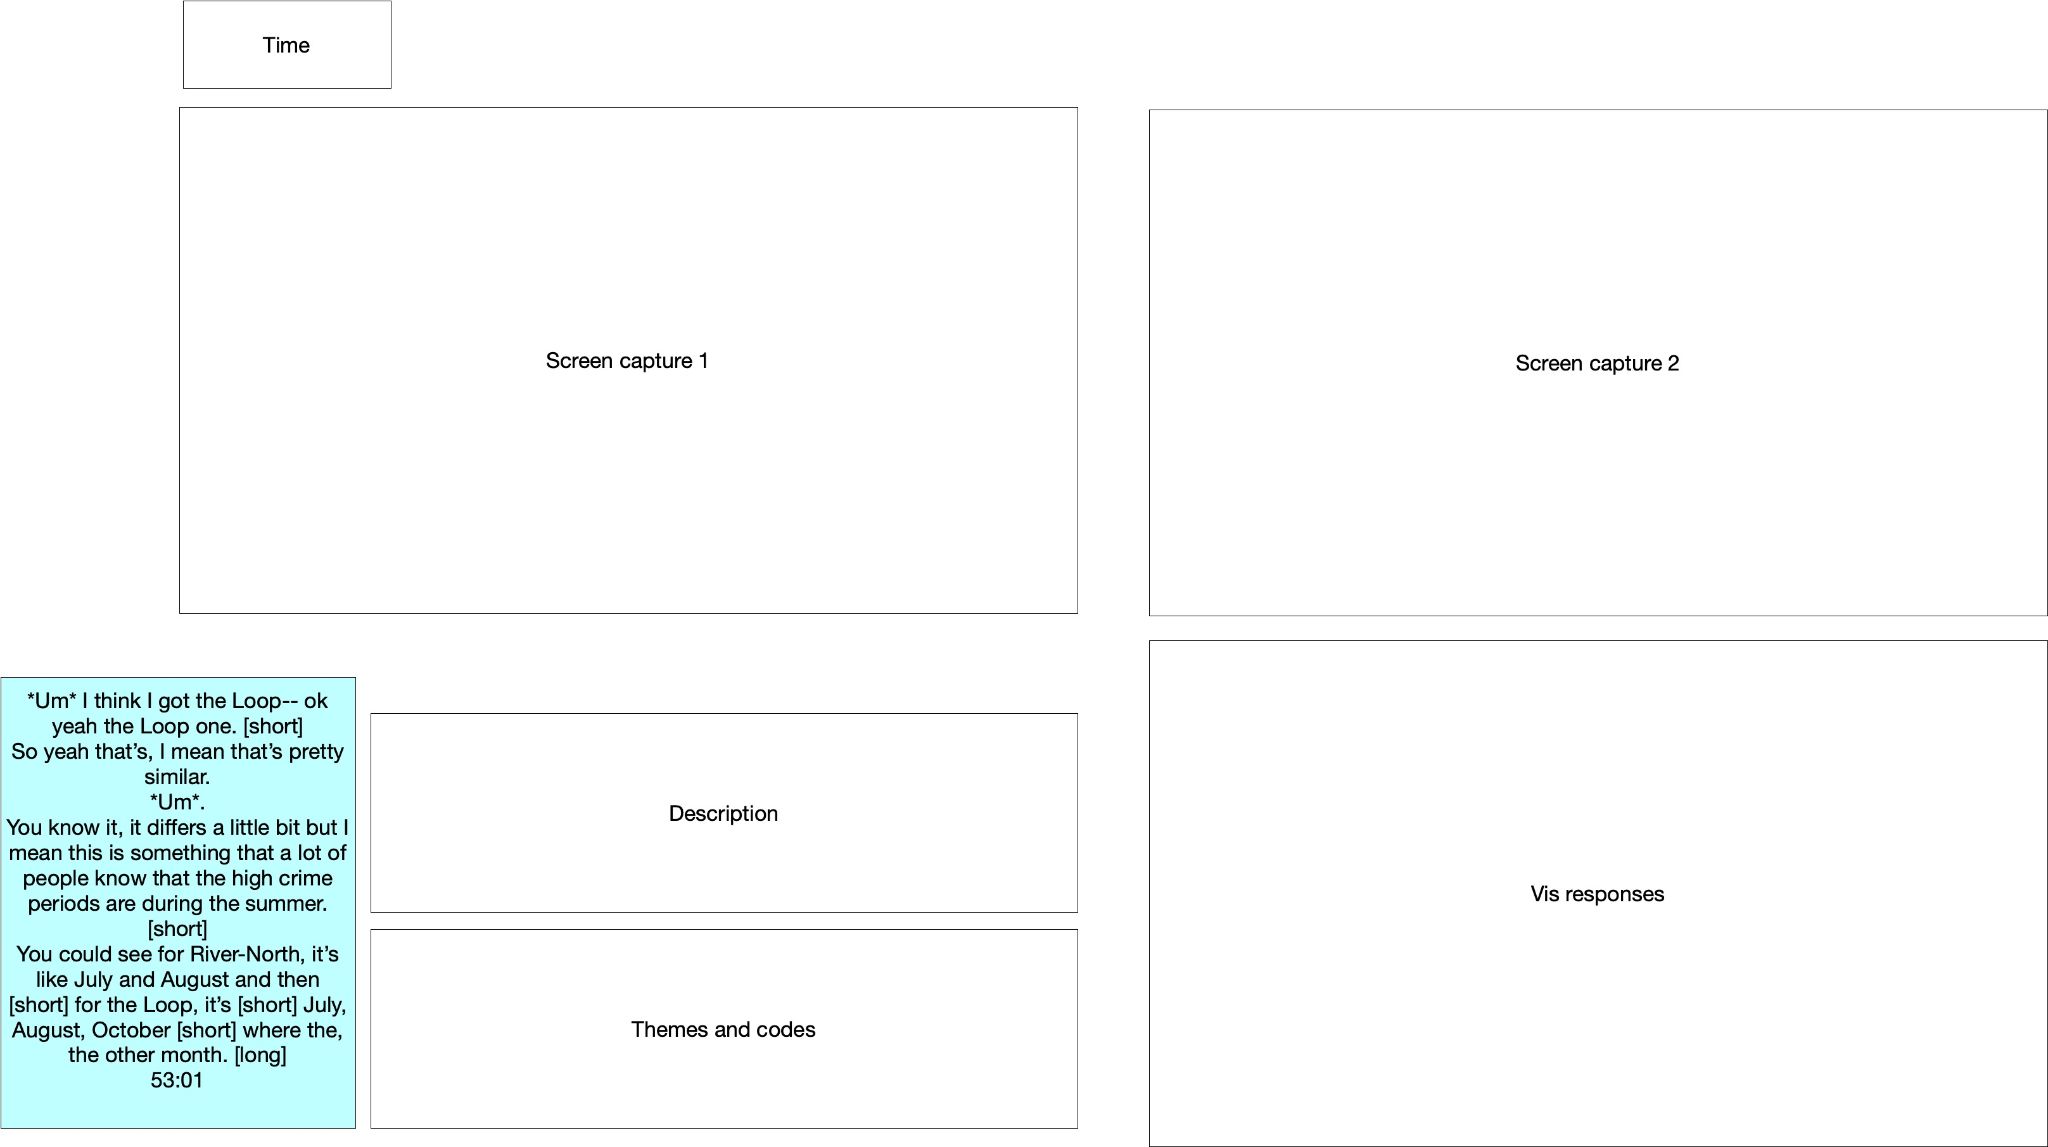 Time
Screen capture 1
Screen capture 2
*Um* I think I got the Loop-- ok
yeah the Loop one. [short]
So yeah that’s, I mean that’s pretty
similar.
*Um*.
You know it, it differs a little bit but I
mean this is something that a lot of
people know that the high crime
periods are during the summer.
[short]
You could see for River-North, it’s
like July and August and then
[short] for the Loop, it’s [short] July,
August, October [short] where the,
the other month. [long]
53:01
Description
Themes and codes
Vis responses